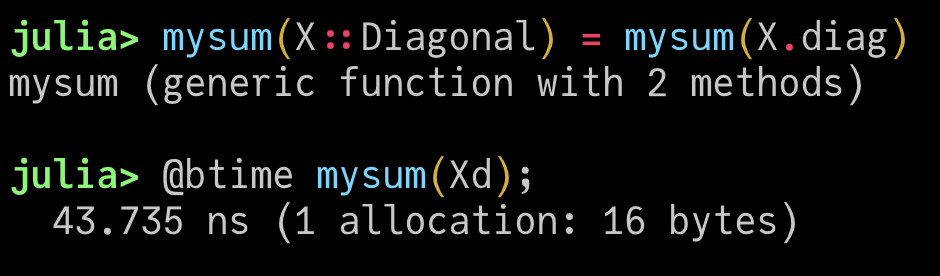 julia> mysum(X::Diagonal) = mysum(X.diag)
mysum (generic function with 2 methods)
julia> @btime mysum(Xd);
43.735 ns (1 allocation: 16 bytes)